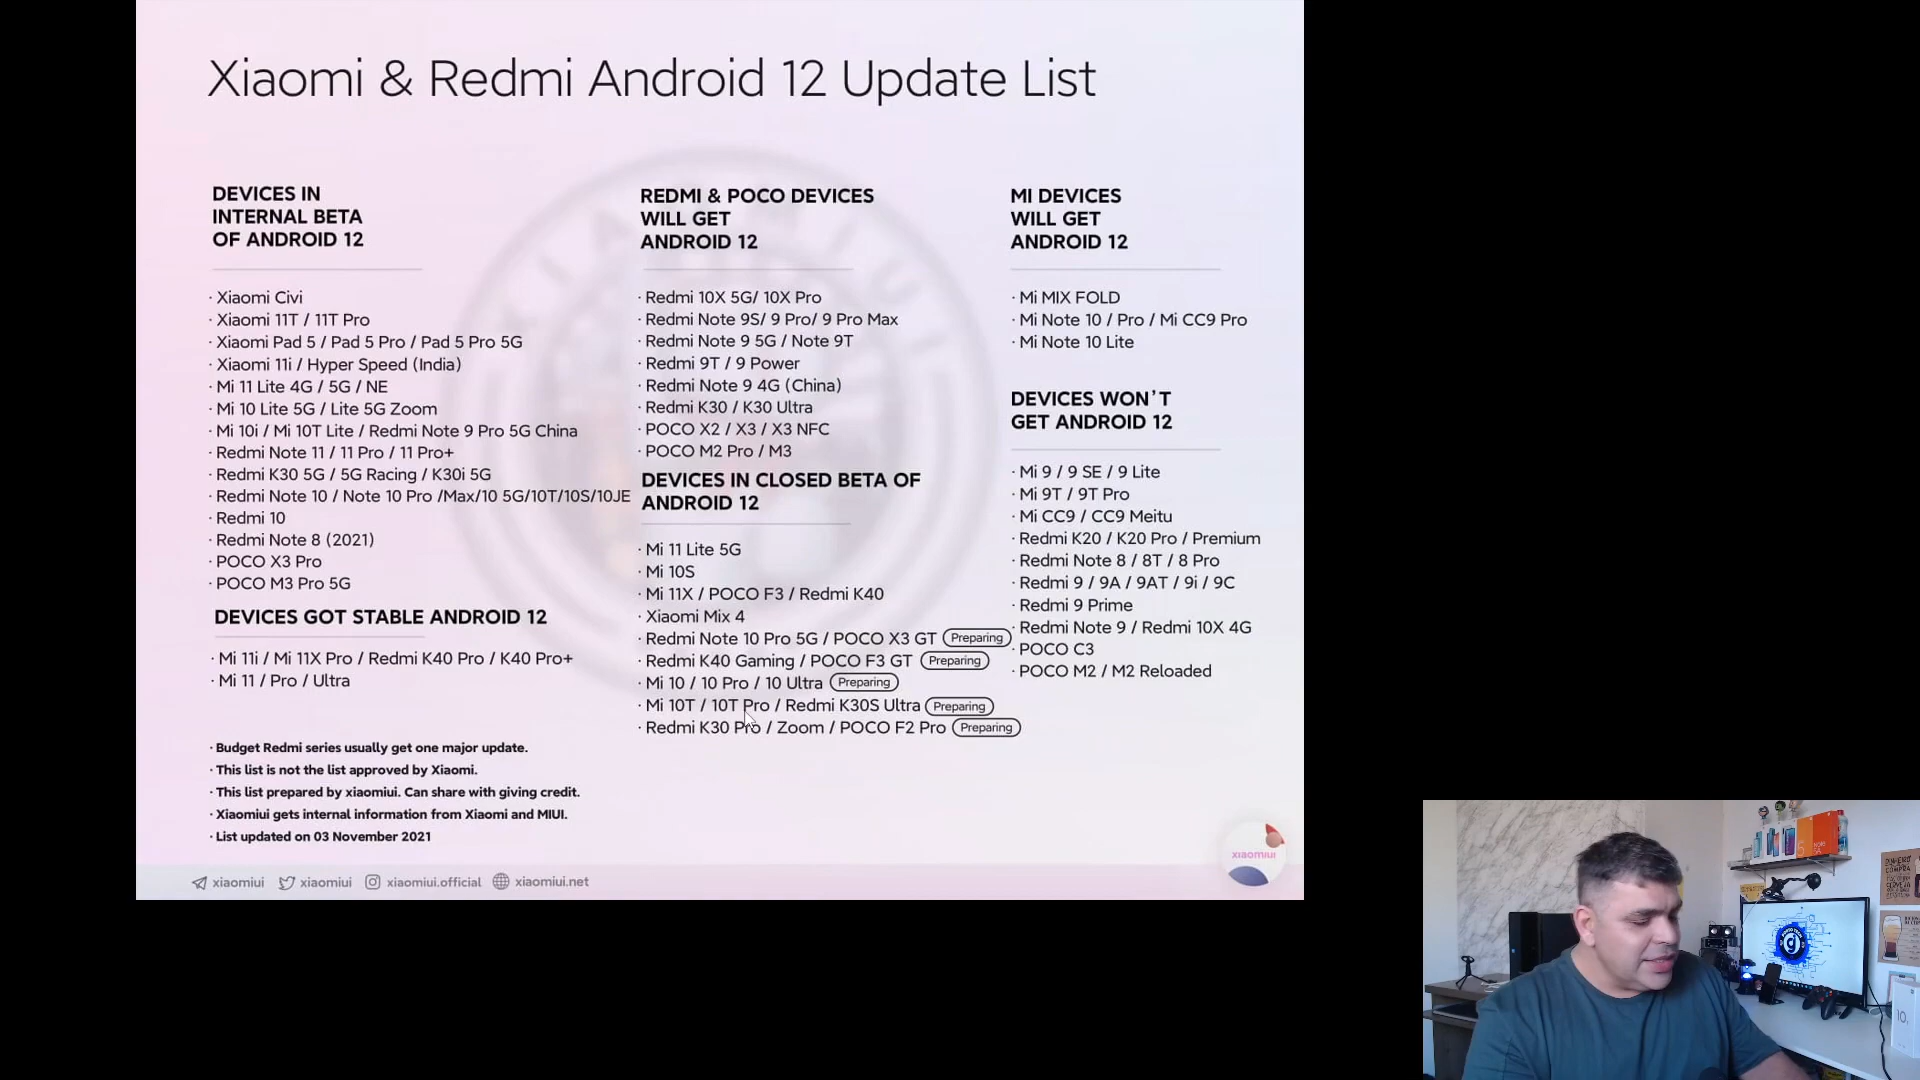 Xiaomi & Redmi Android 12 Update List
DEVICES IN
INTERNAL BETA
OF ANDROID 12
· Xiaomi Civi
· Xiaomi 11T / 11T Pro
· Xiaomi Pad 5 / Pad 5 Pro / Pad 5 Pro 5G
· Xiaomi 11i / Hyper Speed (India)
· Mi 11 Lite 4G / 5G / NE
· Mi 10 Lite 5G / Lite 5G Zoom
· Mi 10i / Mi 10T Lite / Redmi Note 9 Pro 5G China
· Redmi Note 11 / 11 Pro / 11 Pro+
· Redmi K30 5G / 5G Racing / K30i 5G
· Redmi Note 10 / Note 10 Pro /Max/10 5G/10T/10S/10JE
· Redmi 10
· Redmi Note 8 (2021)
· POCO X3 Pro
· POCO M3 Pro 5G
DEVICES GOT STABLE ANDROID 12
· Mi 11i / Mi 11X Pro / Redmi K40 Pro / K40 Pro+
· Mi 11 / Pro / Ultra
· Budget Redmi series usually get one major update.
· This list is not the list approved by Xiaomi.
· This list prepared by xiaomiui. Can share with giving credit.
· Xiaomiui gets internal information from Xiaomi and MIUI.
· List updated on 03 November 2021
REDMI & POCO DEVICES
WILL GET
ANDROID 12
· Redmi 10X 5G/ 10X Pro
· Redmi Note 9S/ 9 Pro/ 9 Pro Max
· Redmi Note 9 5G / Note 9T
· Redmi 9T / 9 Power
· Redmi Note 9 4G (China)
· Redmi K30 / K30 Ultra
· POCO X2 / X3 / X3 NFC
· POCO M2 Pro / M3
DEVICES IN CLOSED BETA OF
ANDROID 12
· Mi 11 Lite 5G
· Mi 10S
· Mi 11X / POCO F3 / Redmi K40
· Xiaomi Mix 4
· Redmi Note 10 Pro 5G / POCO X3 GT Preparing
· Redmi K40 Gaming / POCO F3 GT Preparing
· Mi 10 / 10 Pro / 10 Ultra Preparing
· Mi 10T / 10T Pro / Redmi K30S Ultra Preparing
· Redmi K30 Pro / Zoom / POCO F2 Pro Preparing
MI DEVICES
WILL GET
ANDROID 12
· Mi MIX FOLD
· Mi Note 10 / Pro / Mi CC9 Pro
· Mi Note 10 Lite
DEVICES WON'T
GET ANDROID 12
· Mi 9 / 9 SE / 9 Lite
· Mi 9T / 9T Pro
· Mi CC9 / CC9 Meitu
· Redmi K20 / K20 Pro / Premium
· Redmi Note 8 / 8T / 8 Pro
· Redmi 9 / 9A / 9AT / 9i / 9C
· Redmi 9 Prime
· Redmi Note 9 / Redmi 10X 4G
· POCO C3
· POCO M2 / M2 Reloaded
xiaomiui xiaomiui xiaomiui.official xiaomiui.net
xiaomiui